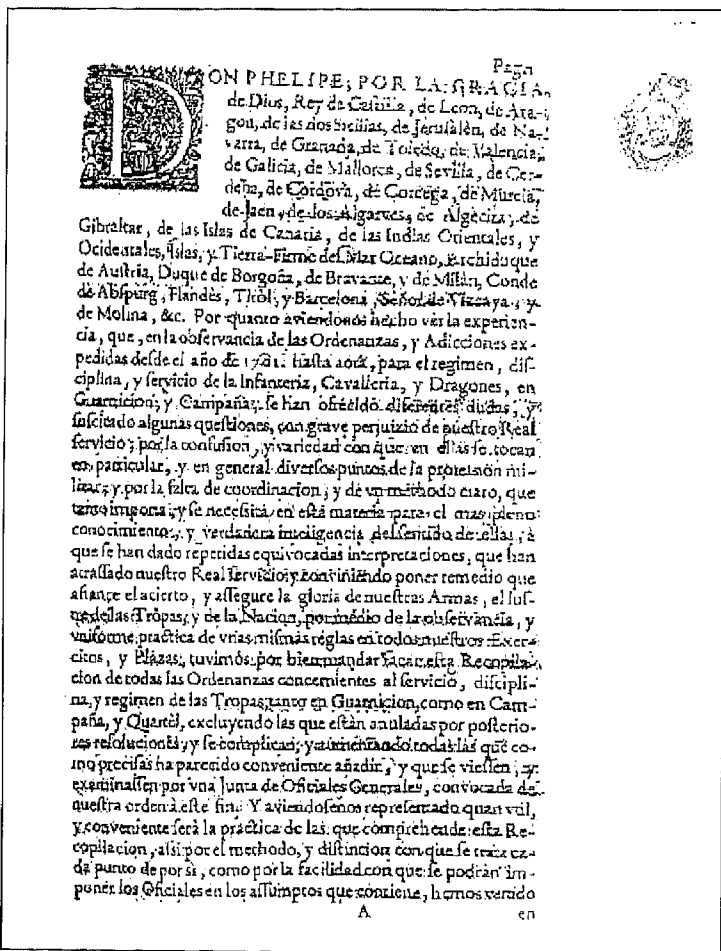 Pag. 1
DON PHELIPE, POR LA GRACIA
de Dios, Rey de Castilla, de Leon, de Ara-
gon, de las dos Sicilias, de Jerusalèn, de Na-
varra, de Granada, de Toledo, de Valencia,
de Galicia, de Mallorca, de Sevilla, de Cer-
deña, de Cordova, de Corcega, de Murcia,
de Jaen, de los Algarves, de Algecira, de
Gibraltar, de las Islas de Canaria, de las Indias Orientales, y
Ocidentales, Islas, y Tierra-Firme del Mar Oceano, Archiduque
de Austria, Duque de Borgoña, de Bravante, y de Milàn, Conde
de Abspurg, Flandès, Tiròl, y Barcelona, Señor de Vizcaya, y
de Molina, &c. Por quanto aviendonos hecho vèr la experien-
cia, que, en la observancia de las Ordenanzas, y Adicciones ex-
pedidas desde el año de hasta aora, para el regimen, dis-
ciplina, y servicio de la Infanteria, Cavalleria, y Dragones, en
Guarnicion, y Campaña, se han ofrecido diferentes dudas, y
suscitado algunas questiones, con grave perjuizio de nuestro Real
servicio, por la confusion, y variedad con que en ellas se tocan
en particular, y en general diversos puntos de la profession mi-
litar, y por la falta de coordinacion, y de vn methodo claro, que
tanto importa, y se necessita en esta materia para el mas pleno
conocimiento, y verdadera inteligencia del sentido de ellas, à
que se han dado repetidas equivocadas interpretaciones, que han
atrassado nuestro Real servicio; y conviniendo poner remedio que
afiance el acierto, y assegure la gloria de nuestras Armas, el lus-
tre de las Tropas, y de la Nacion, por medio de la observancia, y
vniforme practica de vnas mismas reglas en todos nuestros Exer-
citos, y Plazas, tuvimos por bien mandar sacar esta Recopila-
cion de todas las Ordenanzas concernientes al servicio, discipli-
na, y regimen de las Tropas, tanto en Guarnicion, como en Cam-
paña, y Quartèl, excluyendo las que estàn anuladas por posterio-
res resoluciones, y se complican, y aumentando todas las que co-
mo precisas ha parecido conveniente añadir, y que se viessen, y
examinassen por vna Junta de Oficiales Generales, convocada de
nuestra orden à este fin. Y aviendosenos representado quan vtil,
y conveniente serà la practica de las que comprehende esta Re-
copilacion, assi por el methodo, y distincion con que se trata ca-
da punto de por sì, como por la facilidad con que se podràn im-
poner los Oficiales en los assumptos que contiene, hemos venido
A
en